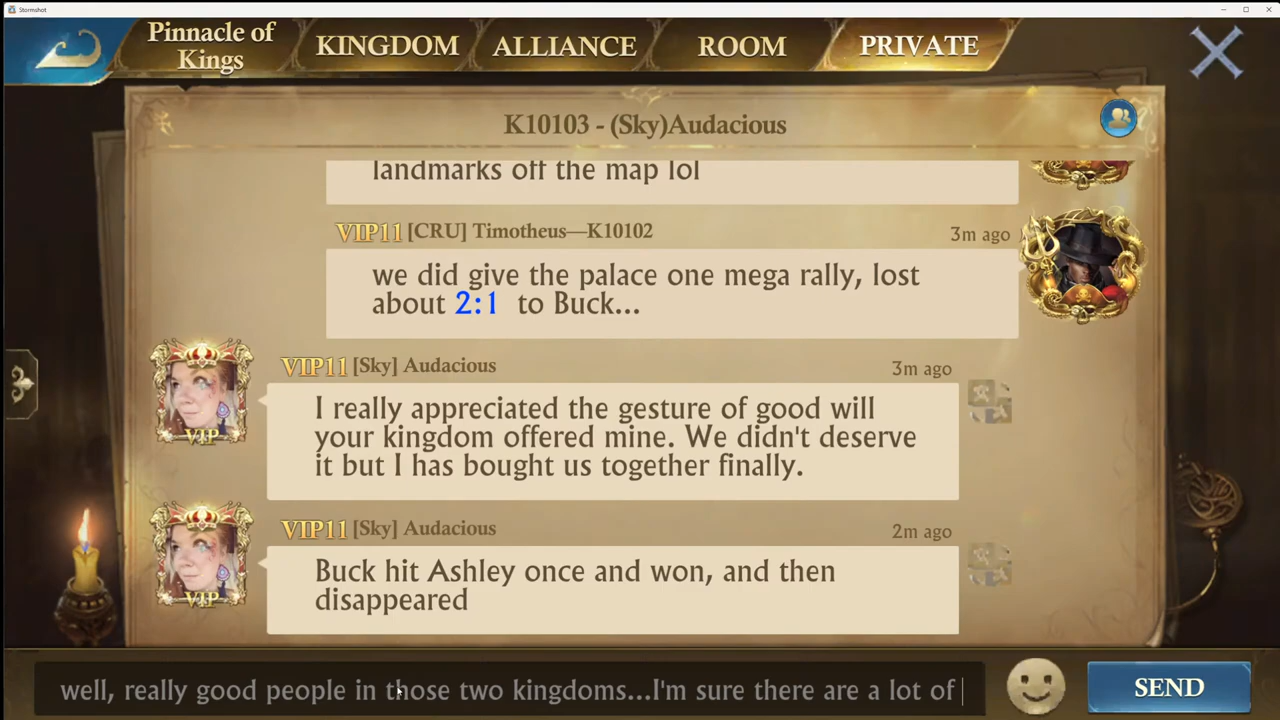 Stormshot
Pinnacle of
Kings
KINGDOM
ALLIANCE
ROOM
PRIVATE
K10103 - (Sky)Audacious
landmarks off the map lol
VIP11 [CRU] Timotheus—K10102
3m ago
we did give the palace one mega rally, lost
about 2:1 to Buck...
VIP11 [Sky] Audacious
3m ago
I really appreciated the gesture of good will
your kingdom offered mine. We didn't deserve
it but I has bought us together finally.
VIP
VIP11 [Sky] Audacious
2m ago
Buck hit Ashley once and won, and then
disappeared
VIP
well, really good people in those two kingdoms...I'm sure there are a lot of
SEND